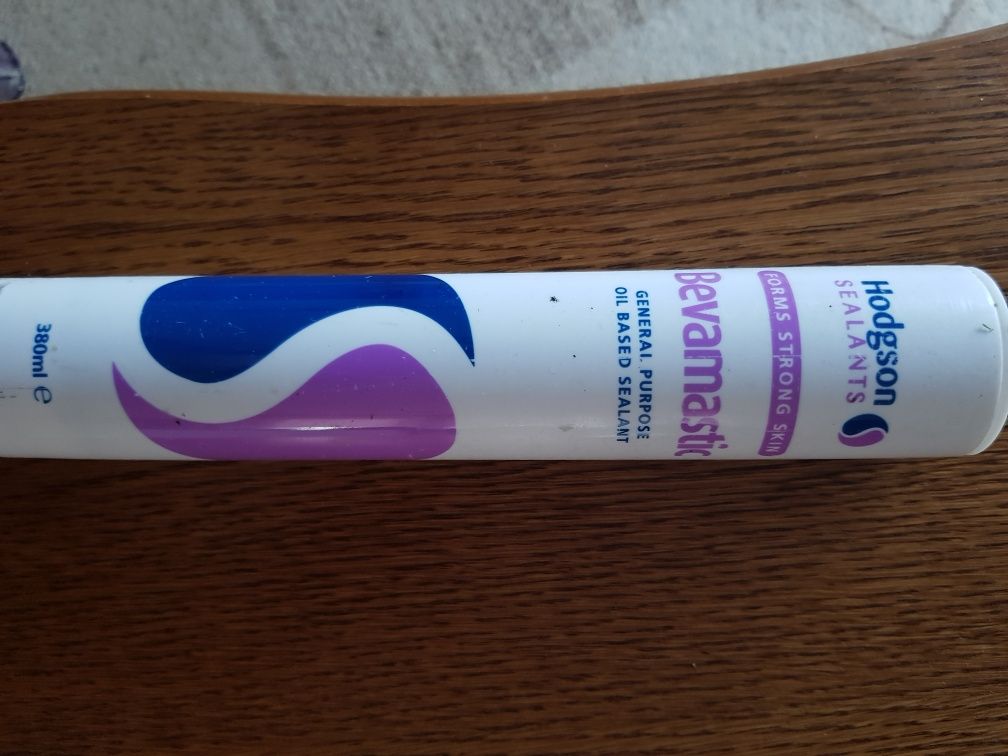 Hodgson
SEALANTS
FORMS STRONG SKIN
Bevamastic
GENERAL PURPOSE
OIL BASED SEALANT
380ml e